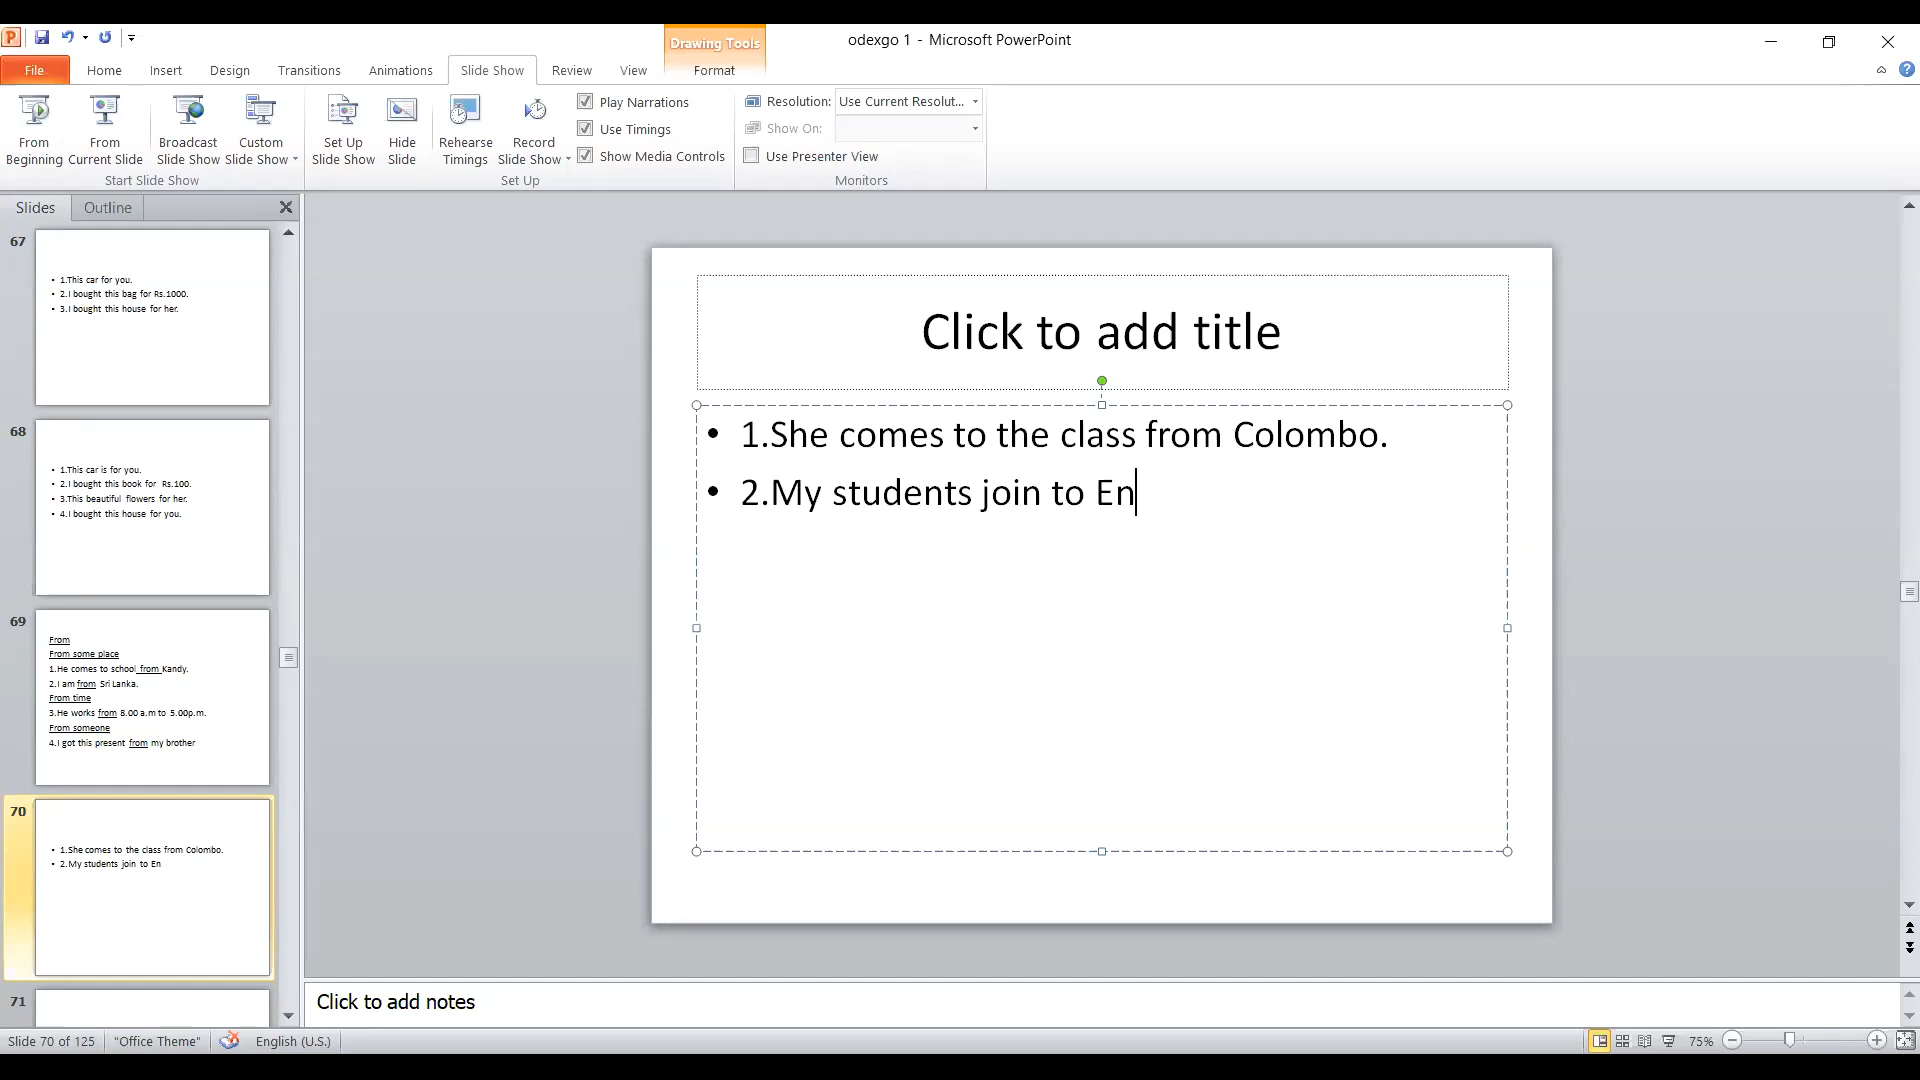 Drawing Tools
odexgo 1 - Microsoft PowerPoint
File Home Insert Design Transitions Animations Slide Show Review View Format
From Beginning
From Current Slide
Broadcast Slide Show
Custom Slide Show
Start Slide Show
Set Up Slide Show
Hide Slide
Rehearse Timings
Record Slide Show
Play Narrations
Use Timings
Show Media Controls
Set Up
Resolution: Use Current Resolut...
Show On:
Use Presenter View
Monitors
Slides Outline
67
• 1.This car for you.
• 2.I bought this bag for Rs.1000.
• 3.I bought this house for her.
68
• 1.This car is for you.
• 2.I bought this book for Rs.100.
• 3.This beautiful flowers for her.
• 4.I bought this house for you.
69
From
From some place
1.He comes to school from Kandy.
2.I am from Sri Lanka.
From time
3.He works from 8.00 a.m to 5.00p.m.
From someone
4.I got this present from my brother
70
• 1.She comes to the class from Colombo.
• 2.My students join to En
71
Click to add title
• 1.She comes to the class from Colombo.
• 2.My students join to En
Click to add notes
Slide 70 of 125 "Office Theme" English (U.S.) 75%